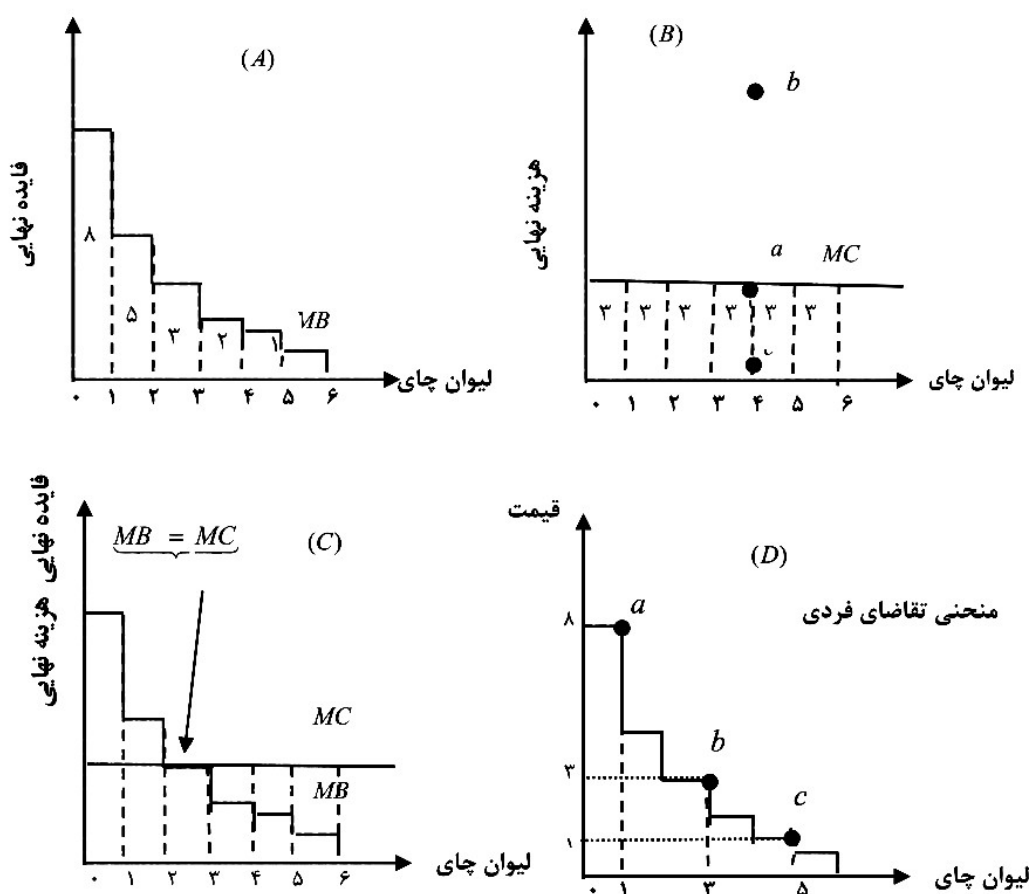 (A)
فایده نهایی
۸
۵
۳
۲
۱
MB
لیوان چای
۰ ۱ ۲ ۳ ۴ ۵ ۶
(B)
b
هزینه نهایی
a
MC
۳ ۳ ۳ ۳ ۳ ۳
لیوان چای
۰ ۱ ۲ ۳ ۴ ۵ ۶
فایده نهایی
هزینه نهایی
MB = MC
(C)
MC
MB
لیوان چای
۰ ۱ ۲ ۳ ۴ ۵ ۶
قیمت
(D)
منحنی تقاضای فردی
۸
a
۳
b
۱
c
لیوان چای
۰ ۱ ۳ ۵